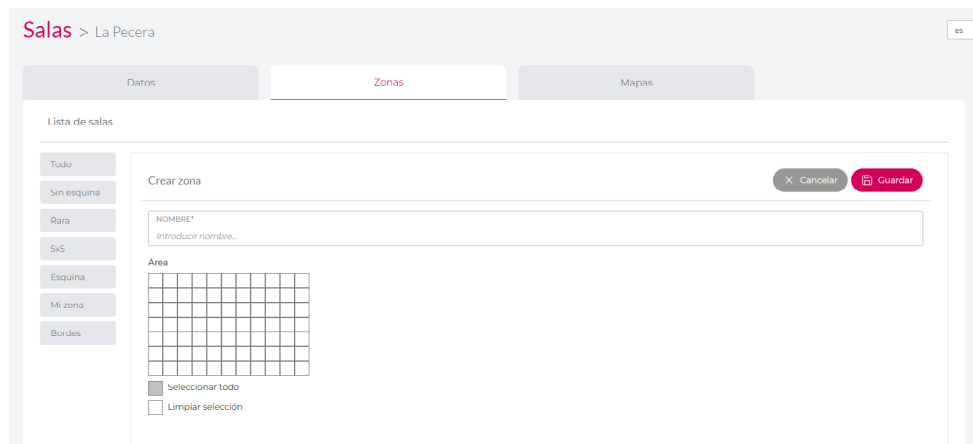 Salas > La Pecera
es
Datos
Zonas
Mapas
Lista de salas
Todo
Sin esquina
Rara
5x5
Esquina
Mi zona
Bordes
Crear zona
Cancelar
Guardar
NOMBRE*
Introducir nombre...
Área
Seleccionar todo
Limpiar selección